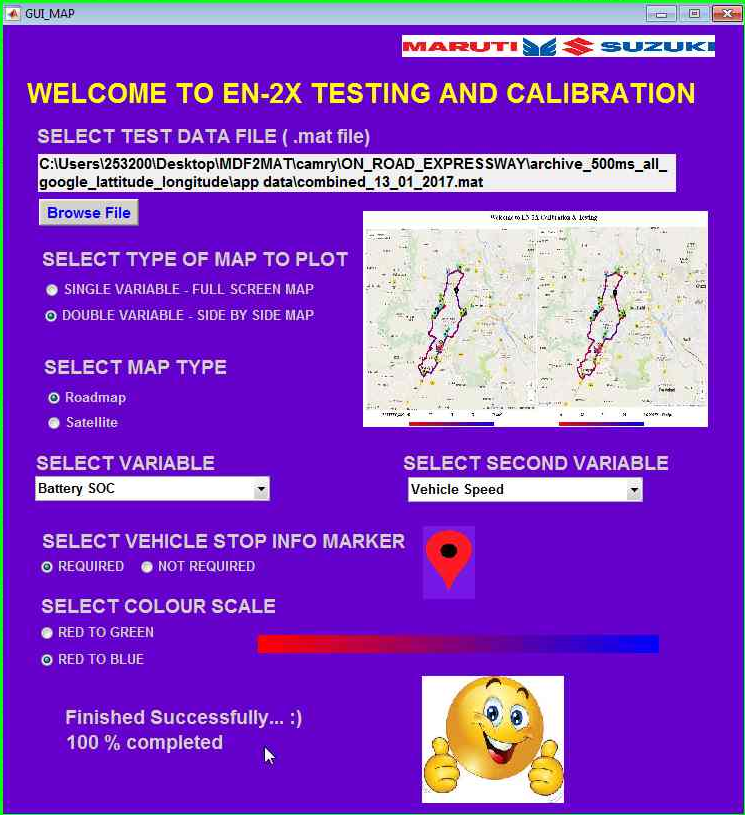 GUI_MAP
MARUTI SUZUKI
WELCOME TO EN-2X TESTING AND CALIBRATION
SELECT TEST DATA FILE ( .mat file)
C:\Users\253200\Desktop\MDF2MAT\camry\ON_ROAD_EXPRESSWAY\archive_500ms_all_
google_lattitude_longitude\app data\combined_13_01_2017.mat
Browse File
Welcome to EN-2X Calibration & Testing
SELECT TYPE OF MAP TO PLOT
SINGLE VARIABLE - FULL SCREEN MAP
DOUBLE VARIABLE - SIDE BY SIDE MAP
SELECT MAP TYPE
Roadmap
Satellite
SELECT VARIABLE
SELECT SECOND VARIABLE
Battery SOC
Vehicle Speed
SELECT VEHICLE STOP INFO MARKER
REQUIRED
NOT REQUIRED
SELECT COLOUR SCALE
RED TO GREEN
RED TO BLUE
Finished Successfully... :)
100 % completed